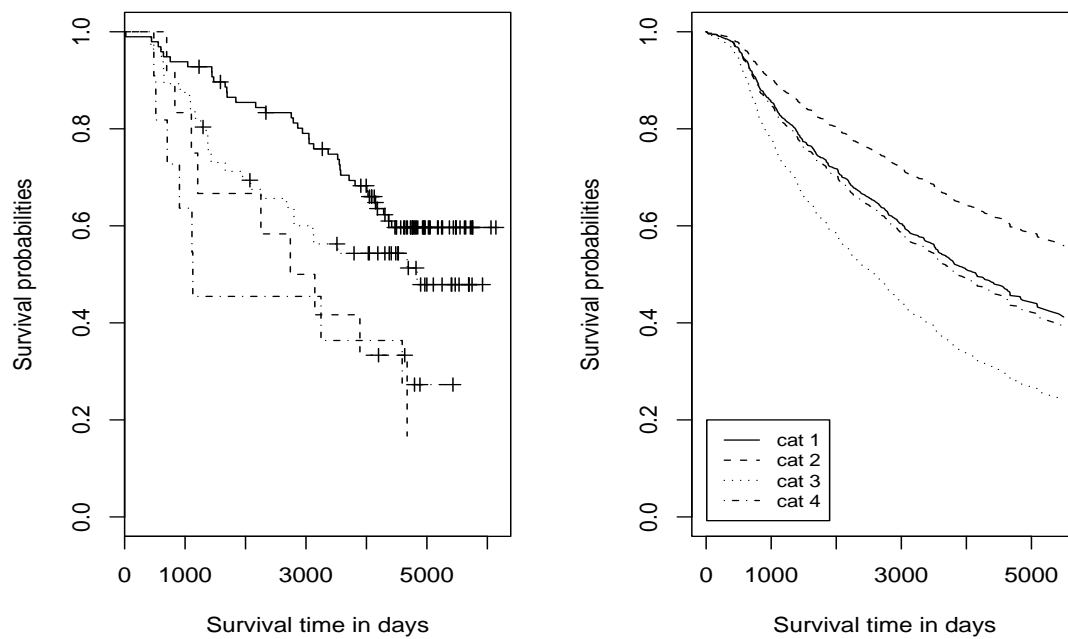 1.0
0.8
0.6
0.4
0.2
0.0
Survival probabilities
0 1000 3000 5000
Survival time in days
1.0
0.8
0.6
0.4
0.2
0.0
Survival probabilities
cat 1
cat 2
cat 3
cat 4
0 1000 3000 5000
Survival time in days